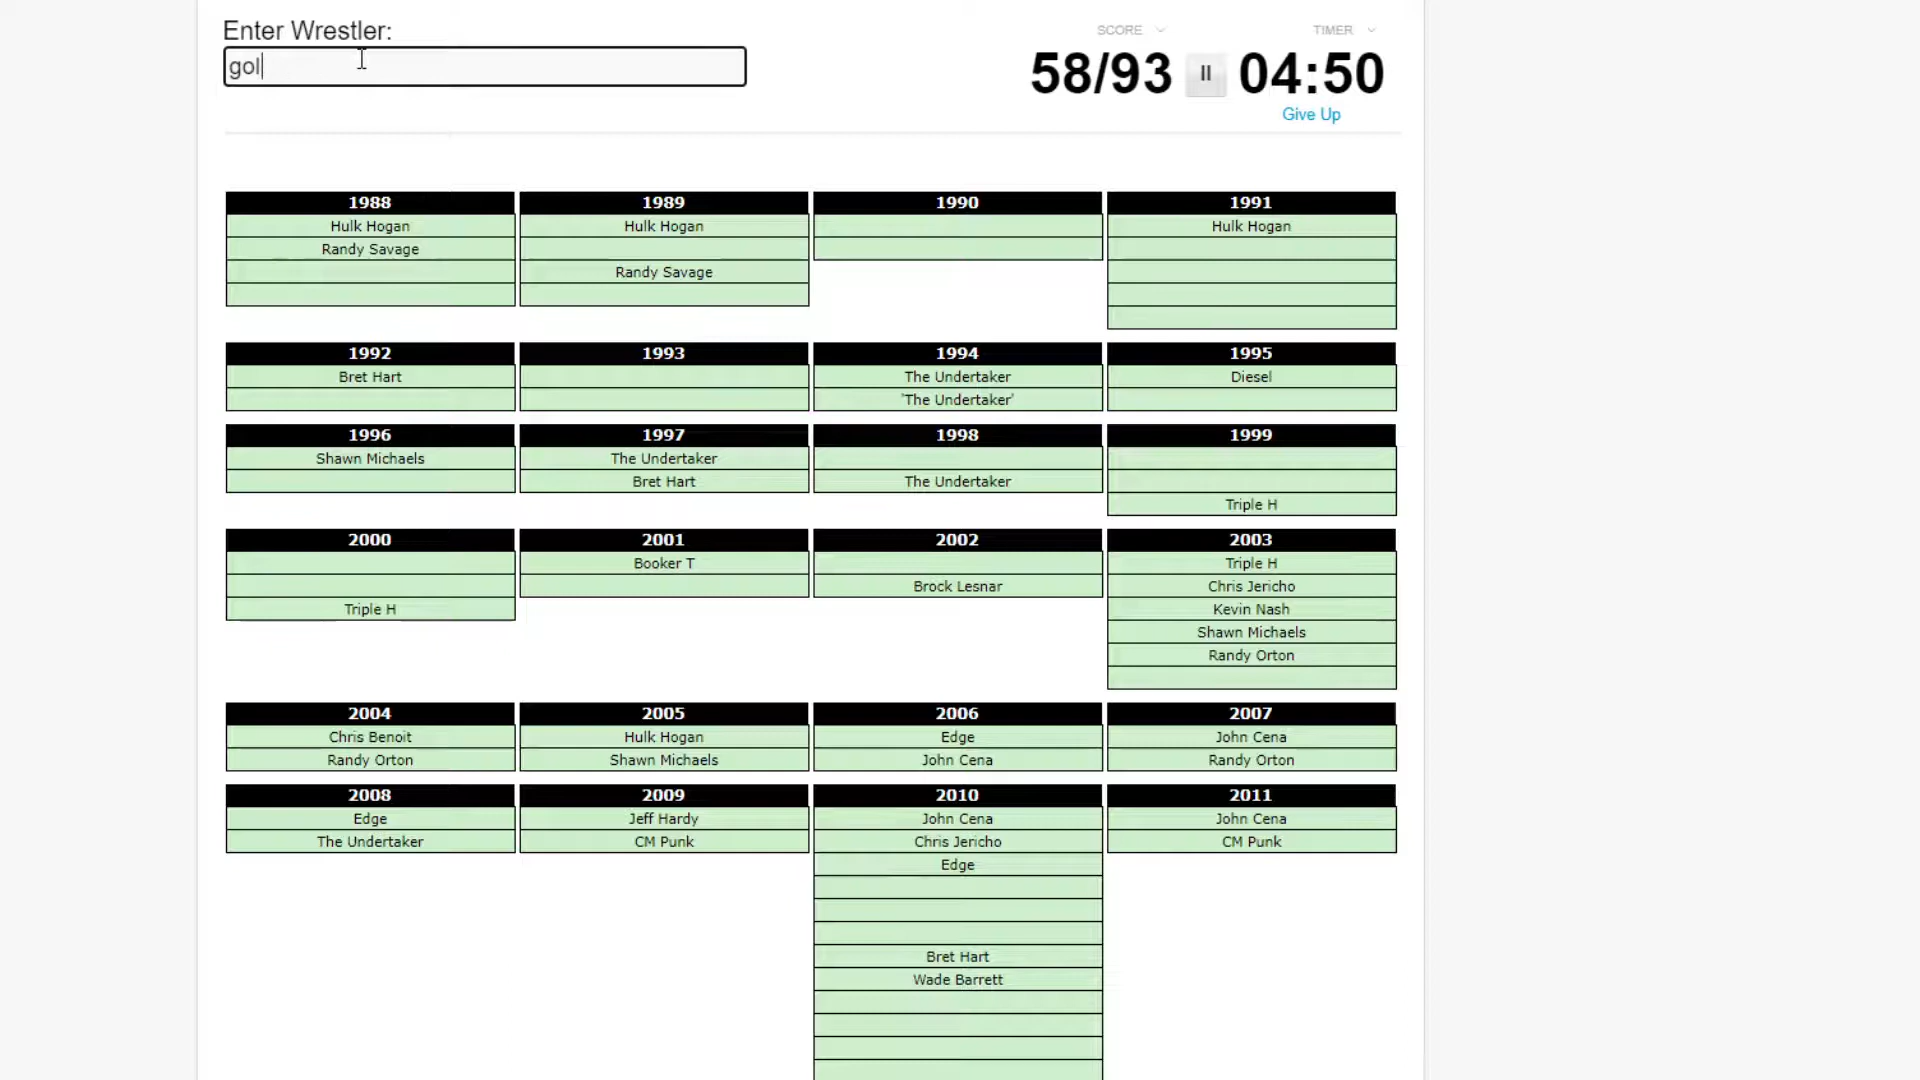 Enter Wrestler:
gol
SCORE
58/93
TIMER
04:50
Give Up
1988
Hulk Hogan
Randy Savage
1989
Hulk Hogan
Randy Savage
1990
1991
Hulk Hogan
1992
Bret Hart
1993
1994
The Undertaker
'The Undertaker'
1995
Diesel
1996
Shawn Michaels
1997
The Undertaker
Bret Hart
1998
The Undertaker
1999
Triple H
2000
Triple H
2001
Booker T
2002
Brock Lesnar
2003
Triple H
Chris Jericho
Kevin Nash
Shawn Michaels
Randy Orton
2004
Chris Benoit
Randy Orton
2005
Hulk Hogan
Shawn Michaels
2006
Edge
John Cena
2007
John Cena
Randy Orton
2008
Edge
The Undertaker
2009
Jeff Hardy
CM Punk
2010
John Cena
Chris Jericho
Edge
Bret Hart
Wade Barrett
2011
John Cena
CM Punk